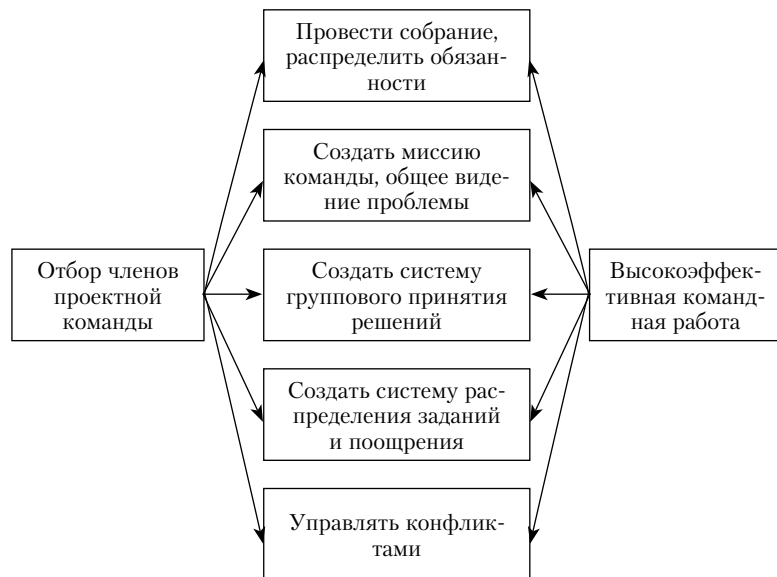 Провести собрание,
распределить обязан-
ности
Создать миссию
команды, общее виде-
ние проблемы
Отбор членов
проектной
команды
Создать систему
группового принятия
решений
Высокоэффек-
тивная команд-
ная работа
Создать систему рас-
пределения заданий
и поощрения
Управлять конфлик-
тами